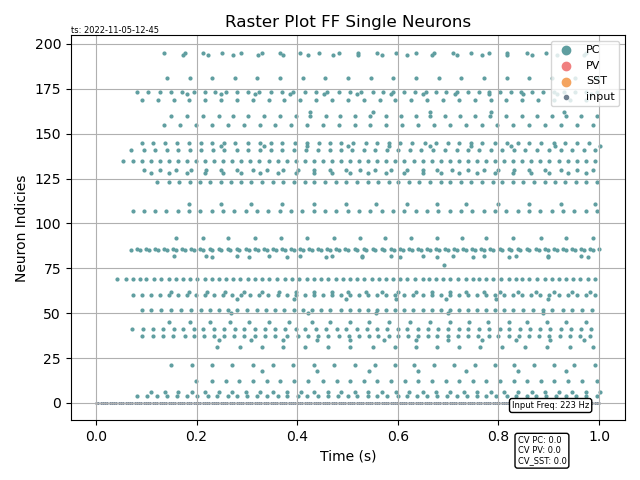 Raster Plot FF Single Neurons
ts: 2022-11-05-12-45
PC
PV
SST
input
Neuron Indicies
200
175
150
125
100
75
50
25
0
Input Freq: 223 Hz
0.0 0.2 0.4 0.6 0.8 1.0
Time (s)
CV PC: 0.0
CV PV: 0.0
CV_SST: 0.0